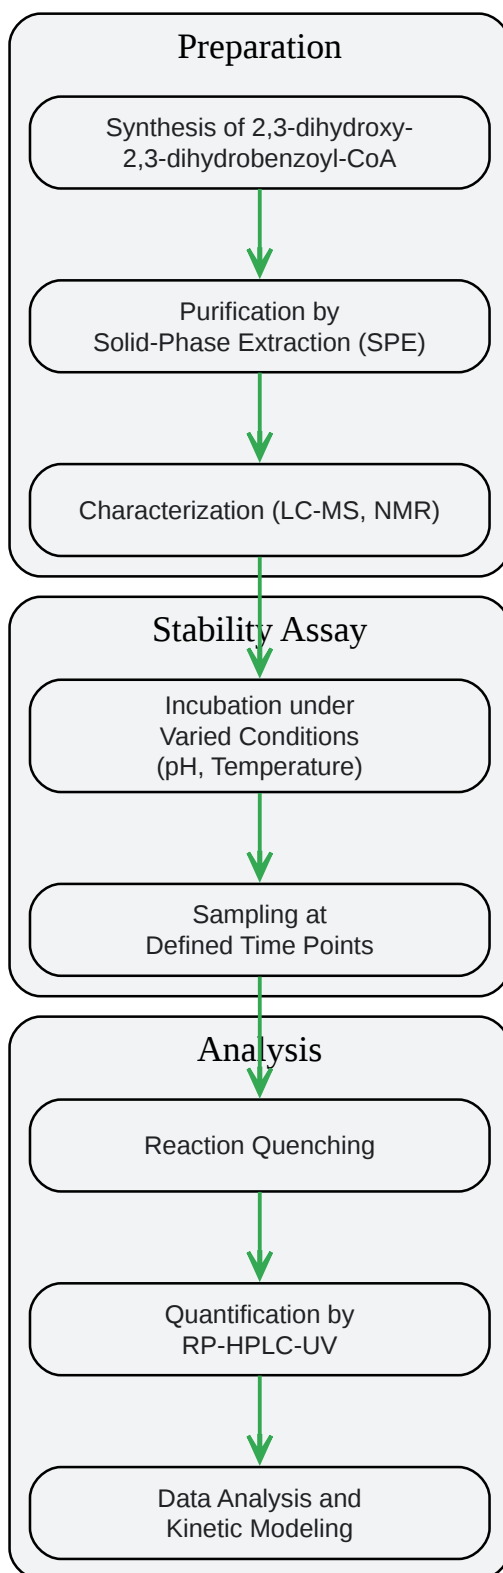 Preparation
Synthesis of 2,3-dihydroxy-
2,3-dihydrobenzoyl-CoA
Purification by
Solid-Phase Extraction (SPE)
Characterization (LC-MS, NMR)
Stability Assay
Incubation under
Varied Conditions
(pH, Temperature)
Sampling at
Defined Time Points
Analysis
Reaction Quenching
Quantification by
RP-HPLC-UV
Data Analysis and
Kinetic Modeling